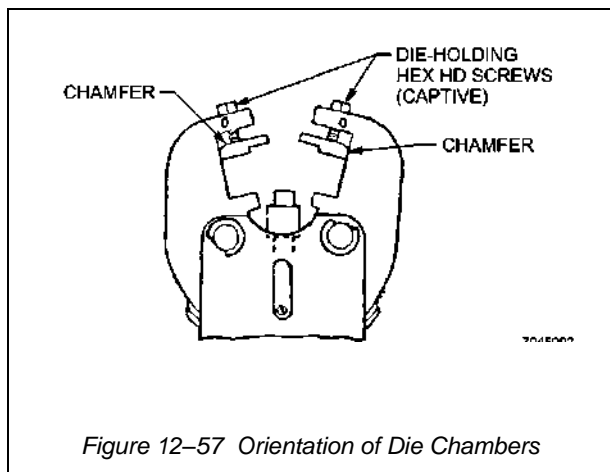 DIE-HOLDING
HEX HD SCREWS
(CAPTIVE)
CHAMFER
CHAMFER
Figure 12–57 Orientation of Die Chambers